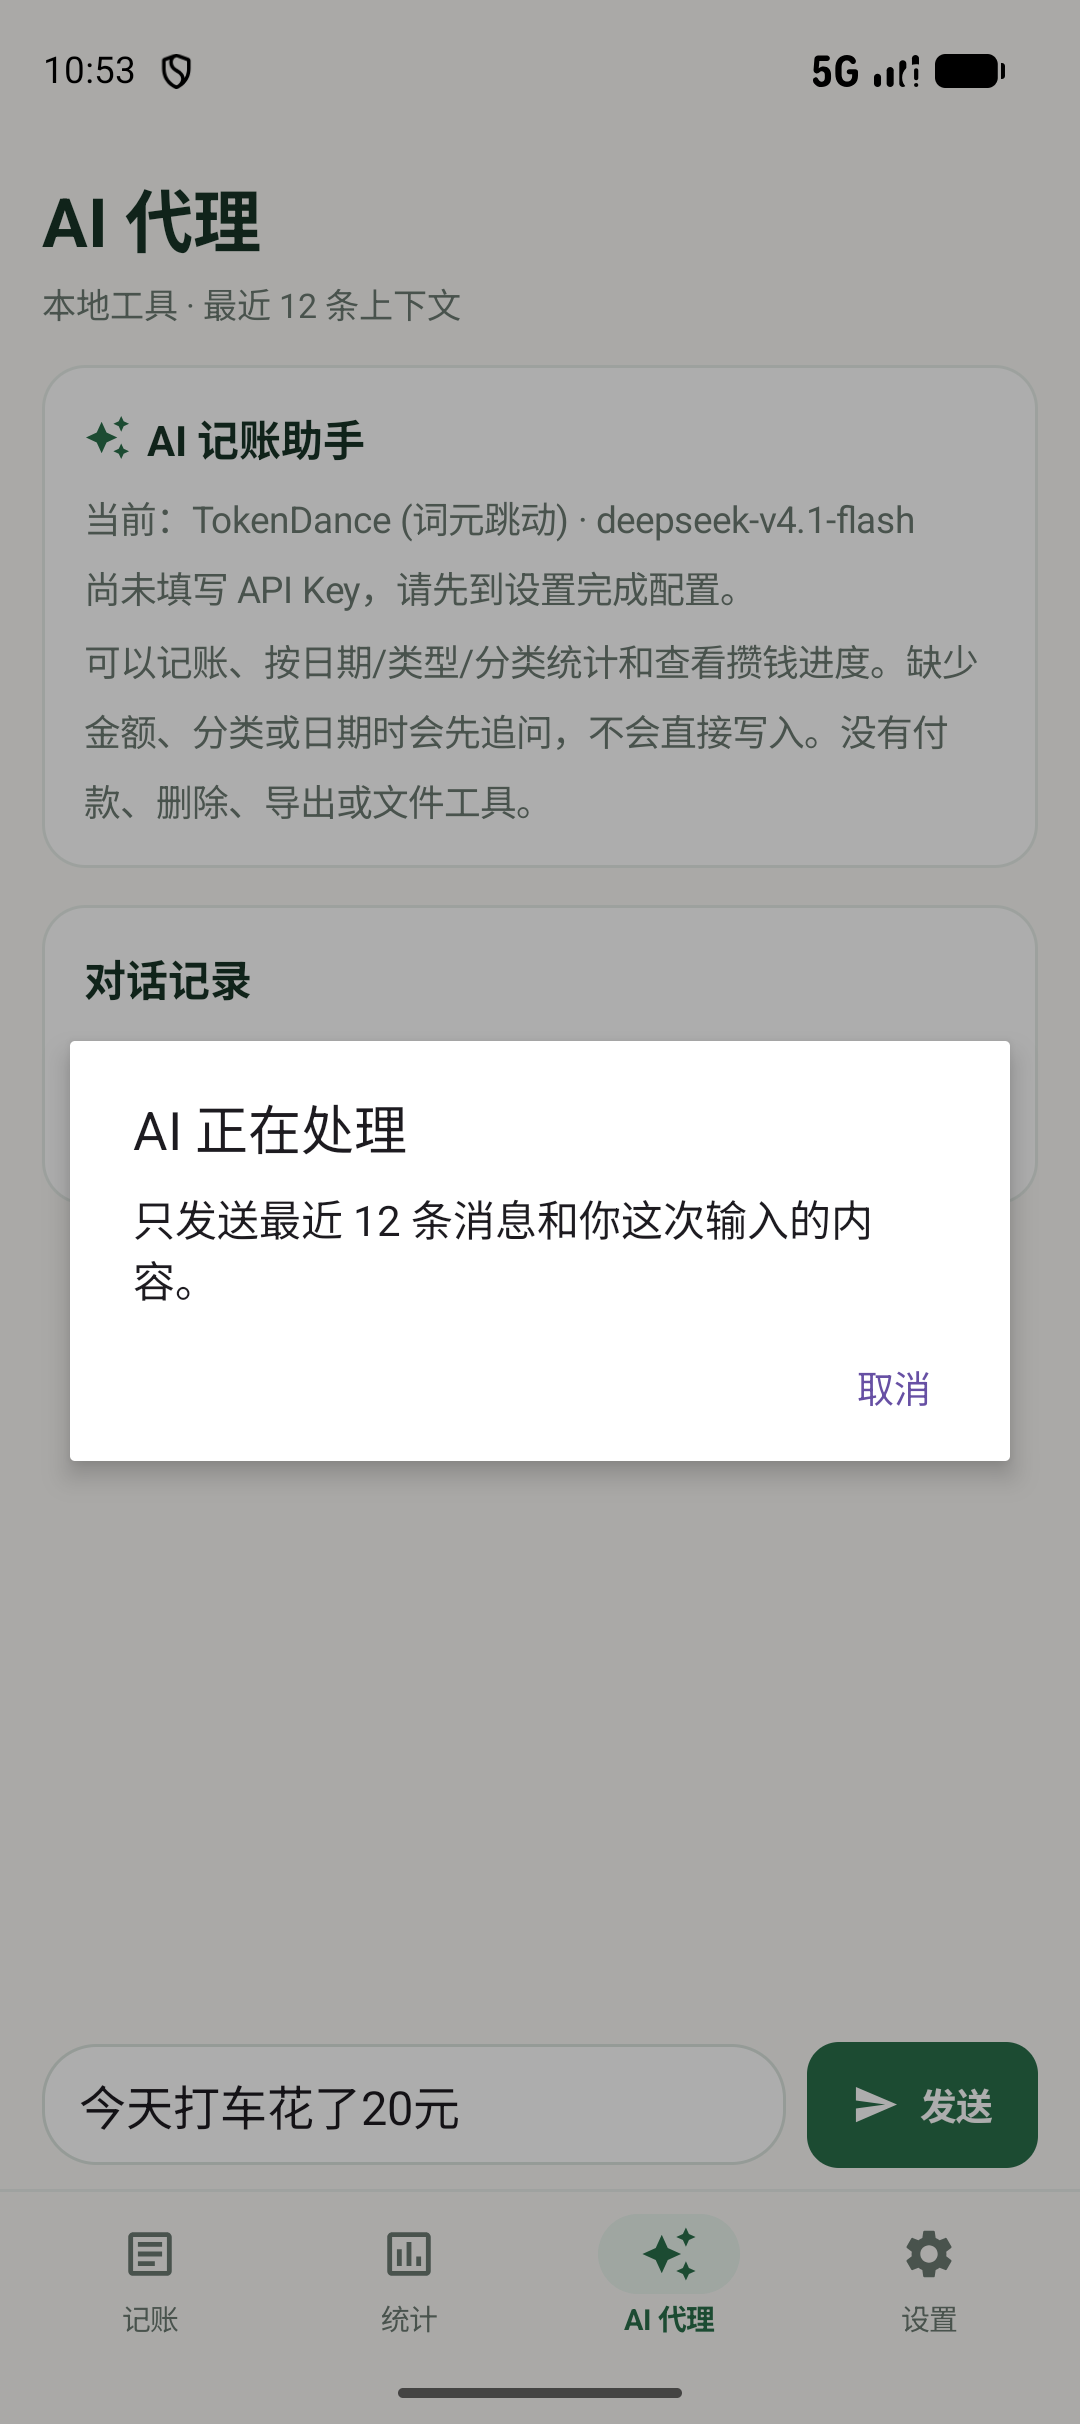 10:53
5G
AI 代理
本地工具 · 最近 12 条上下文
AI 记账助手
当前：TokenDance (词元跳动) · deepseek-v4.1-flash
尚未填写 API Key，请先到设置完成配置。
可以记账、按日期/类型/分类统计和查看攒钱进度。缺少
金额、分类或日期时会先追问，不会直接写入。没有付
款、删除、导出或文件工具。
对话记录
AI 正在处理
只发送最近 12 条消息和你这次输入的内
容。
取消
今天打车花了20元
发送
记账
统计
AI 代理
设置